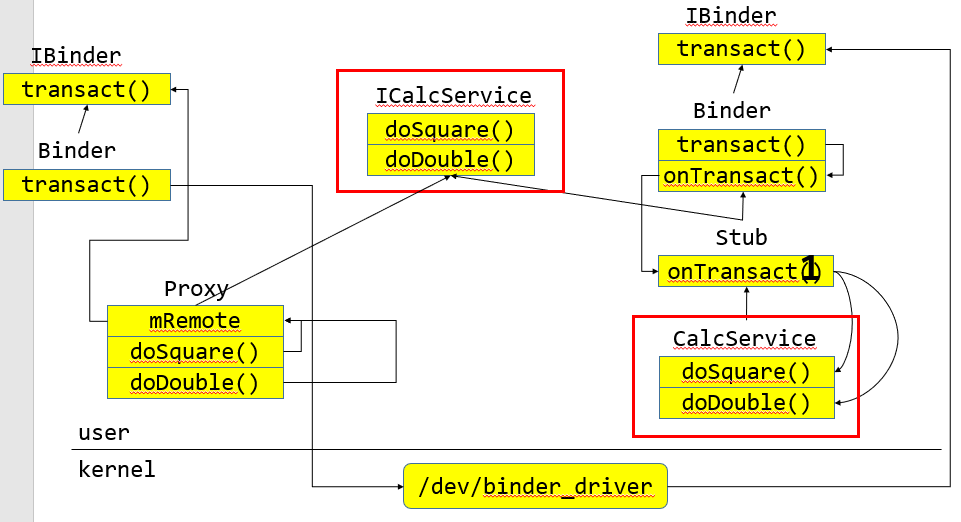 IBinder
transact()
Binder
transact()
ICalcService
doSquare()
doDouble()
IBinder
transact()
Binder
transact()
onTransact()
Stub
onTransact()
1
Proxy
mRemote
doSquare()
doDouble()
CalcService
doSquare()
doDouble()
user
kernel
/dev/binder_driver